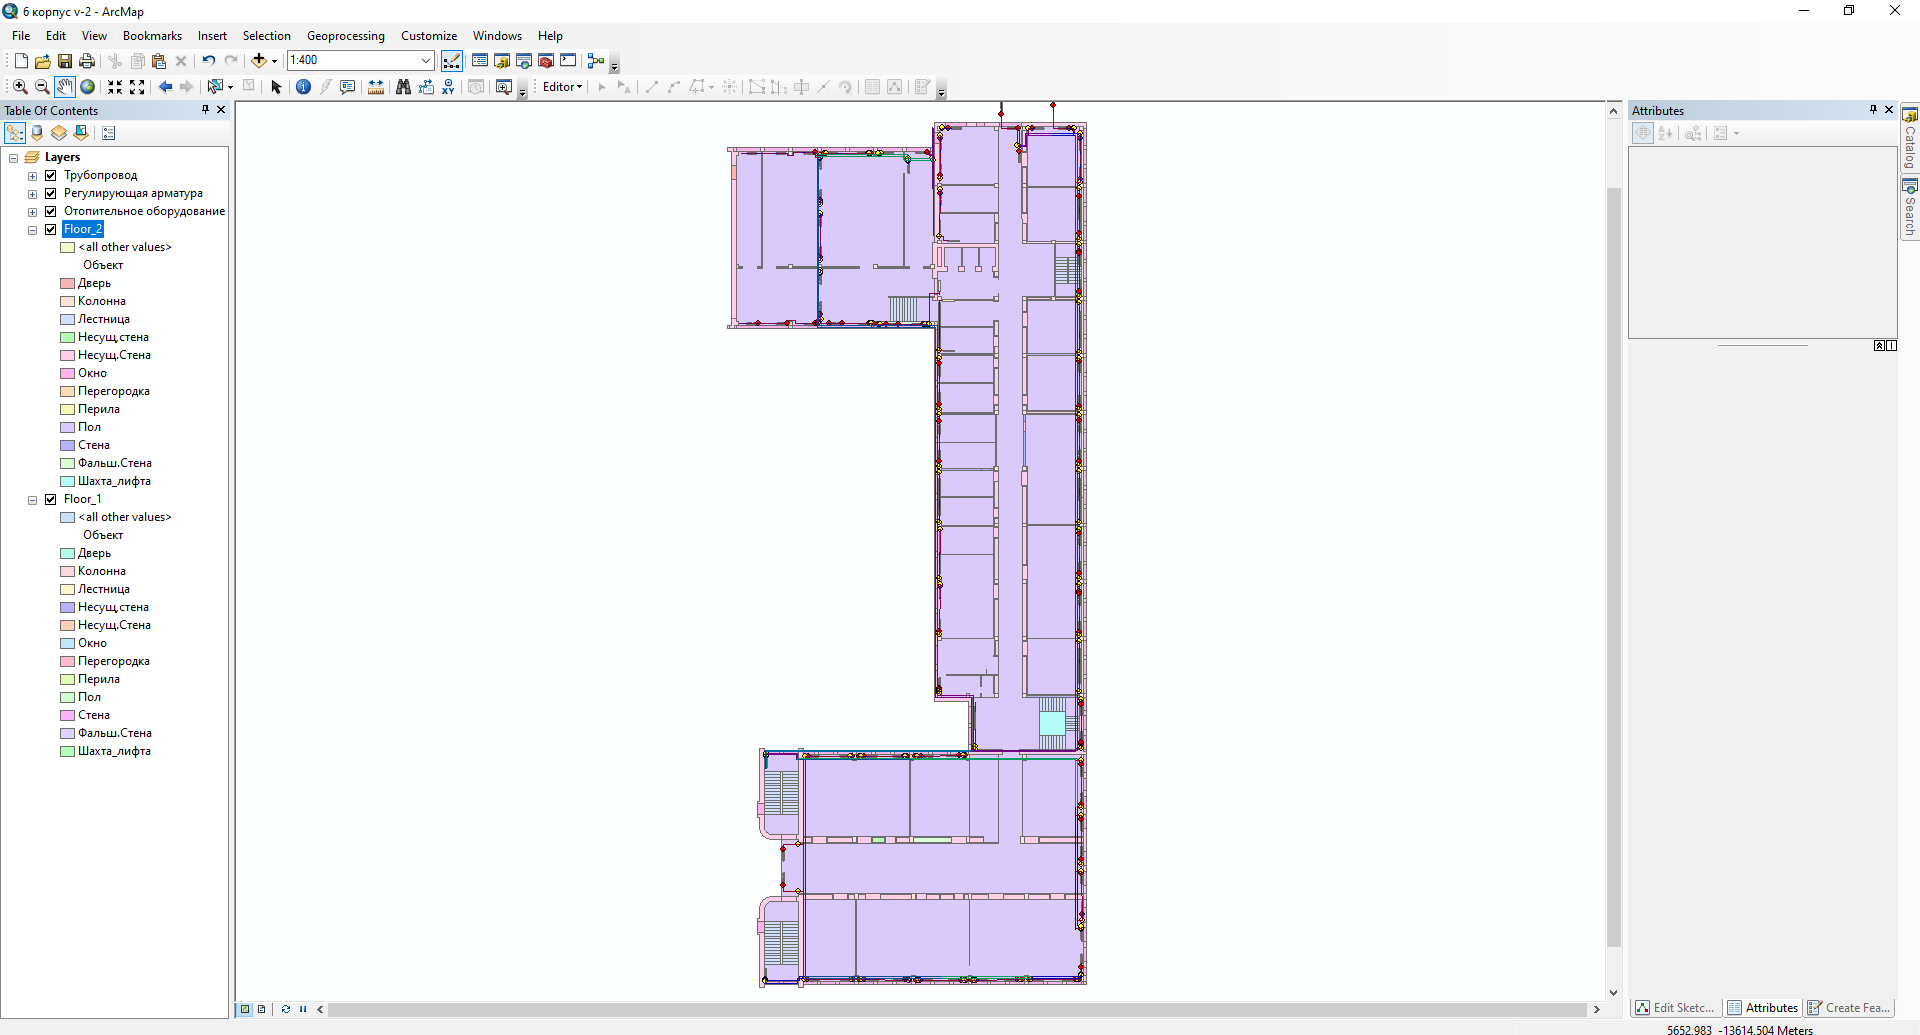 6 корпус v-2 - ArcMap
File Edit View Bookmarks Insert Selection Geoprocessing Customize Windows Help
1:400
Editor
Table Of Contents
Layers
Трубопровод
Регулирующая арматура
Отопительное оборудование
Floor_2
<all other values>
Объект
Дверь
Колонна
Лестница
Несущ,стена
Несущ.Стена
Окно
Перегородка
Перила
Пол
Стена
Фальш.Стена
Шахта_лифта
Floor_1
<all other values>
Объект
Дверь
Колонна
Лестница
Несущ,стена
Несущ.Стена
Окно
Перегородка
Перила
Пол
Стена
Фальш.Стена
Шахта_лифта
Attributes
Catalog
Search
Edit Sketc... Attributes Create Fea...
5652.983 -13614.504 Meters